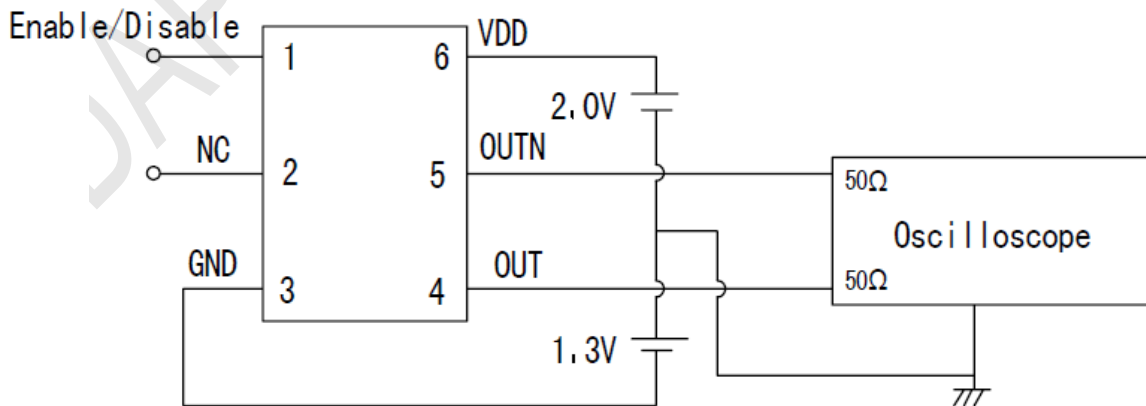 Enable/Disable
1
6
VDD
2.0V
NC
2
5
OUTN
50Ω
Oscilloscope
GND
3
4
OUT
50Ω
1.3V